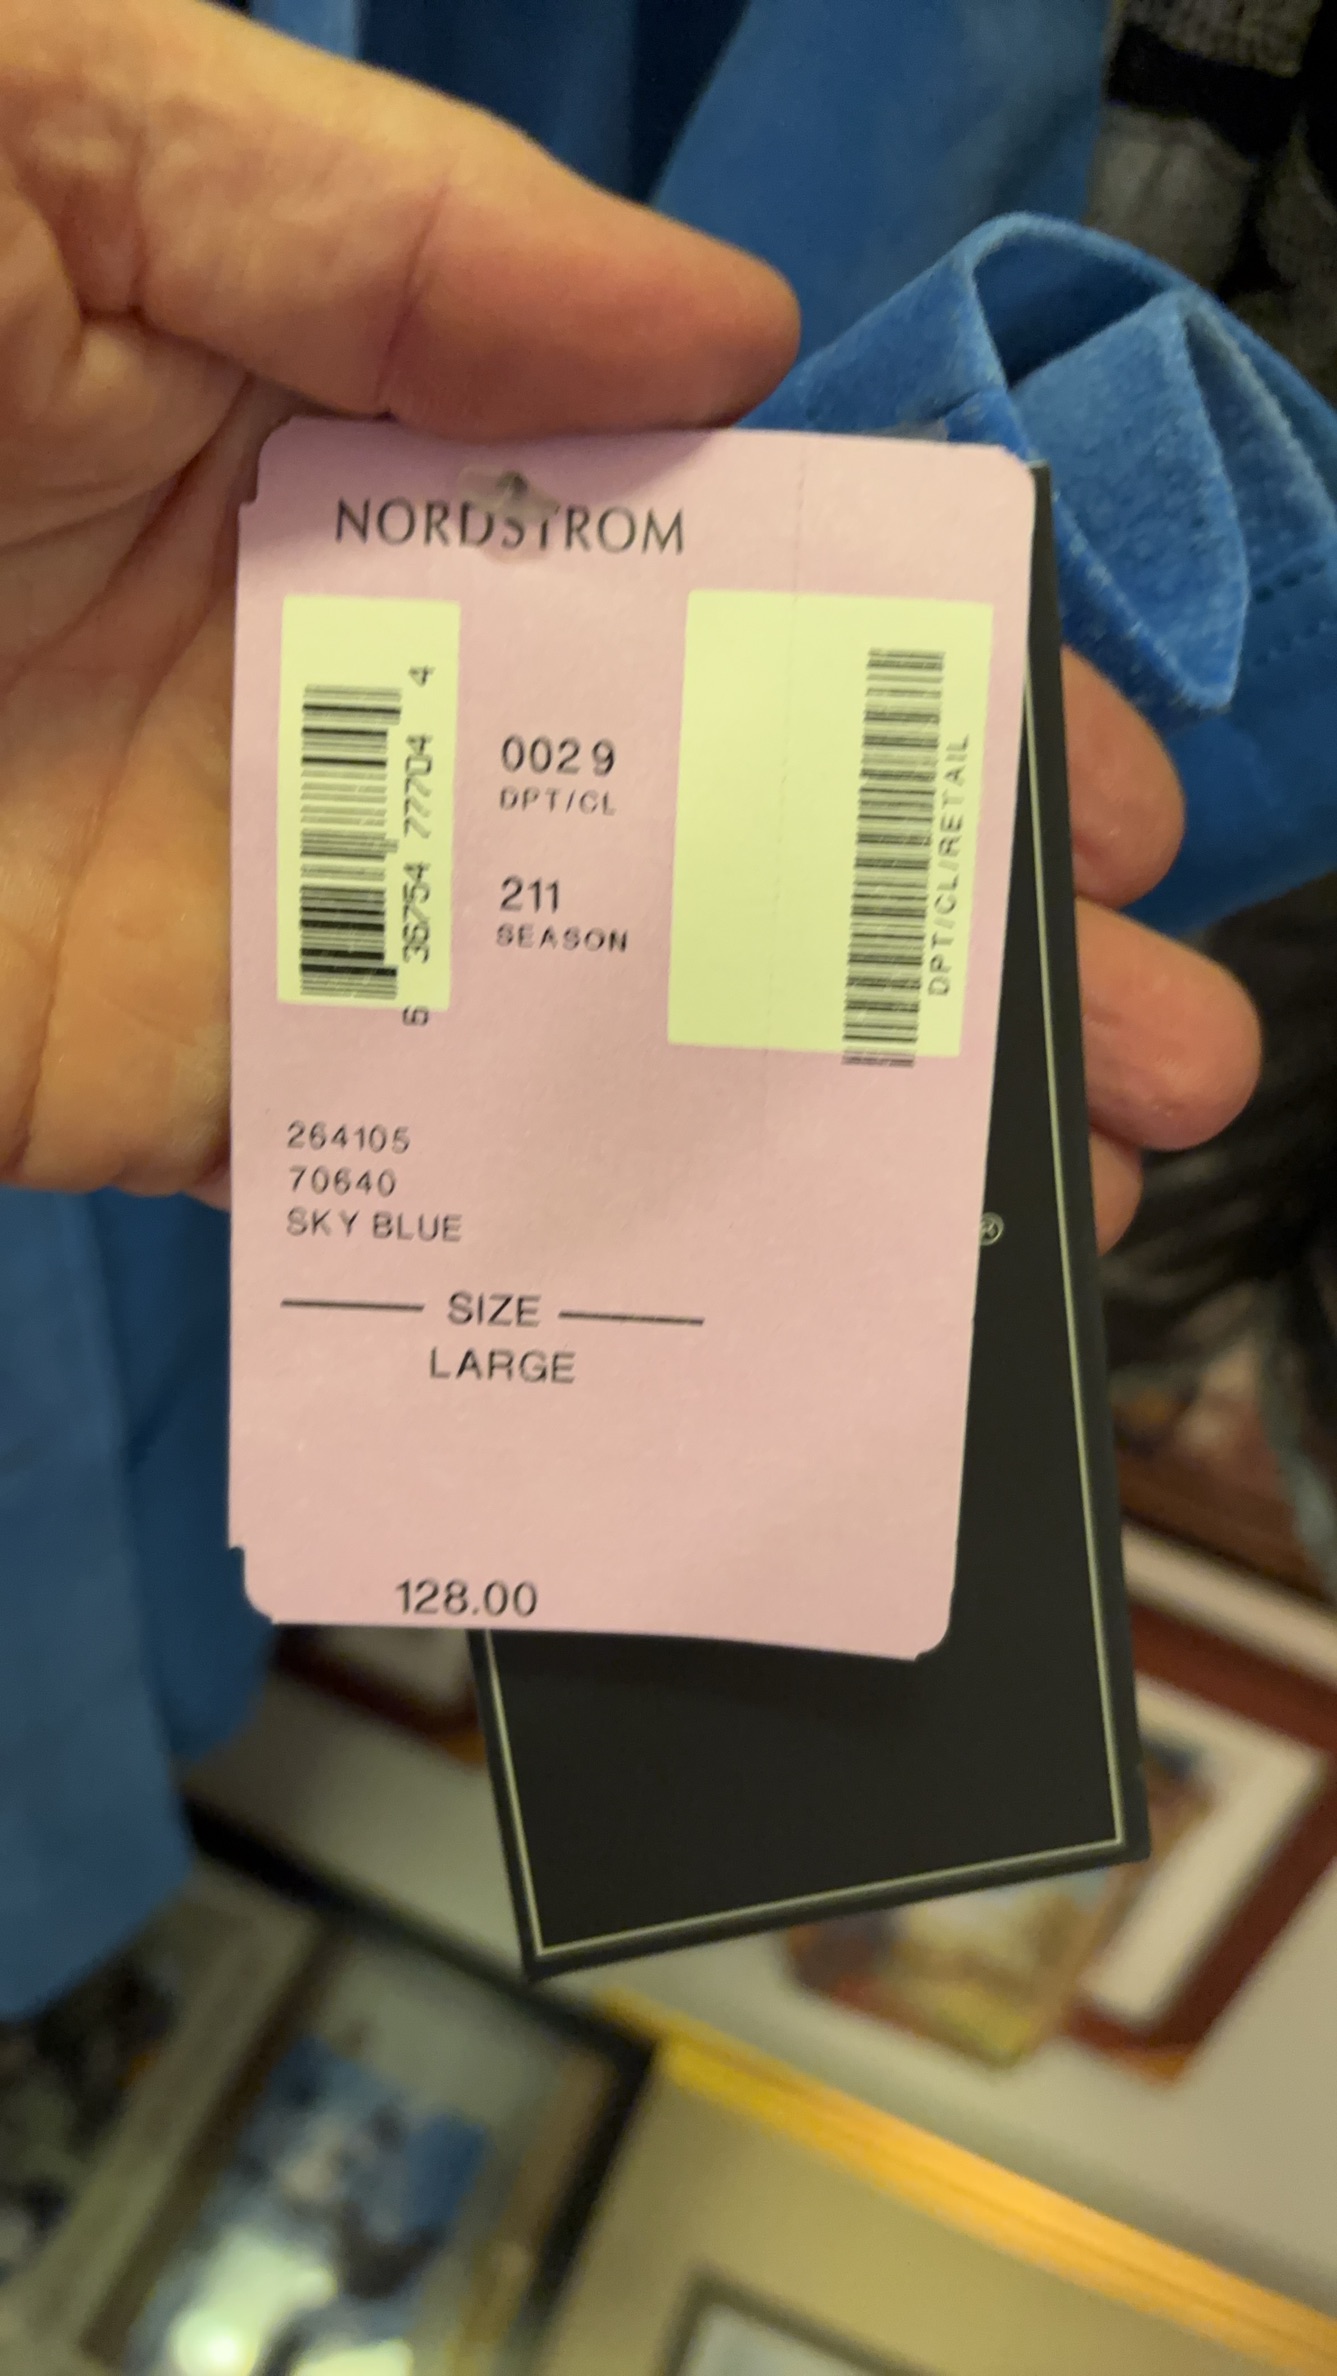 NORDSTROM
6 36754 77704 4
0029
DPT/CL
211
SEASON
DPT/CL/RETAIL
264105
70640
SKY BLUE
SIZE
LARGE
128.00
®